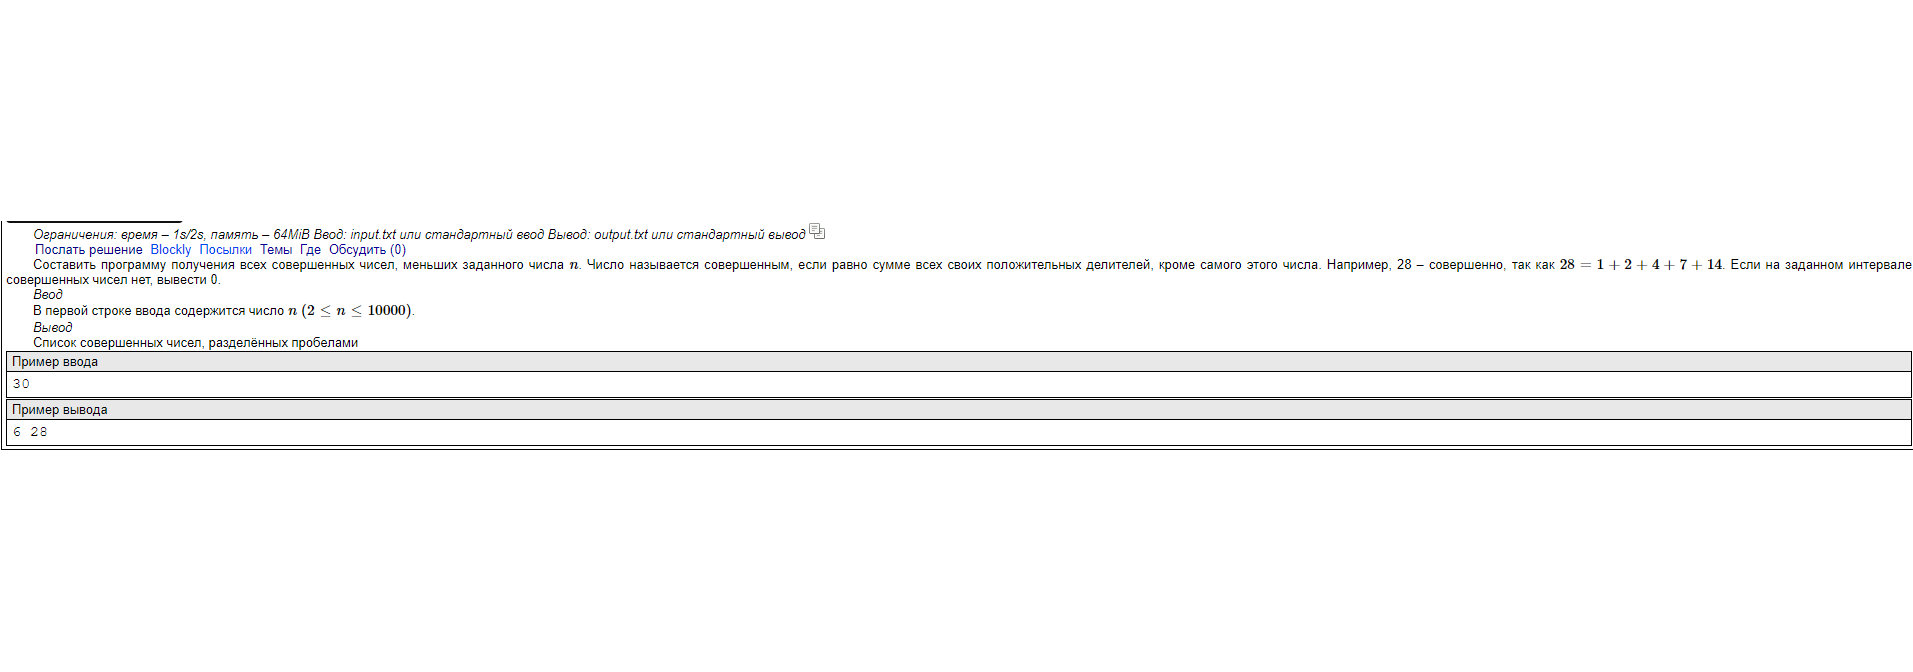 Ограничения: время – 1s/2s, память – 64MiB Ввод: input.txt или стандартный ввод Вывод: output.txt или стандартный вывод
Послать решение Blockly Посылки Темы Где Обсудить (0)
Составить программу получения всех совершенных чисел, меньших заданного числа n. Число называется совершенным, если равно сумме всех своих положительных делителей, кроме самого этого числа. Например, 28 – совершенно, так как 28 = 1 + 2 + 4 + 7 + 14. Если на заданном интервале
совершенных чисел нет, вывести 0.
Ввод
В первой строке ввода содержится число n (2 ≤ n ≤ 10000).
Вывод
Список совершенных чисел, разделённых пробелами
Пример ввода
30
Пример вывода
6 28